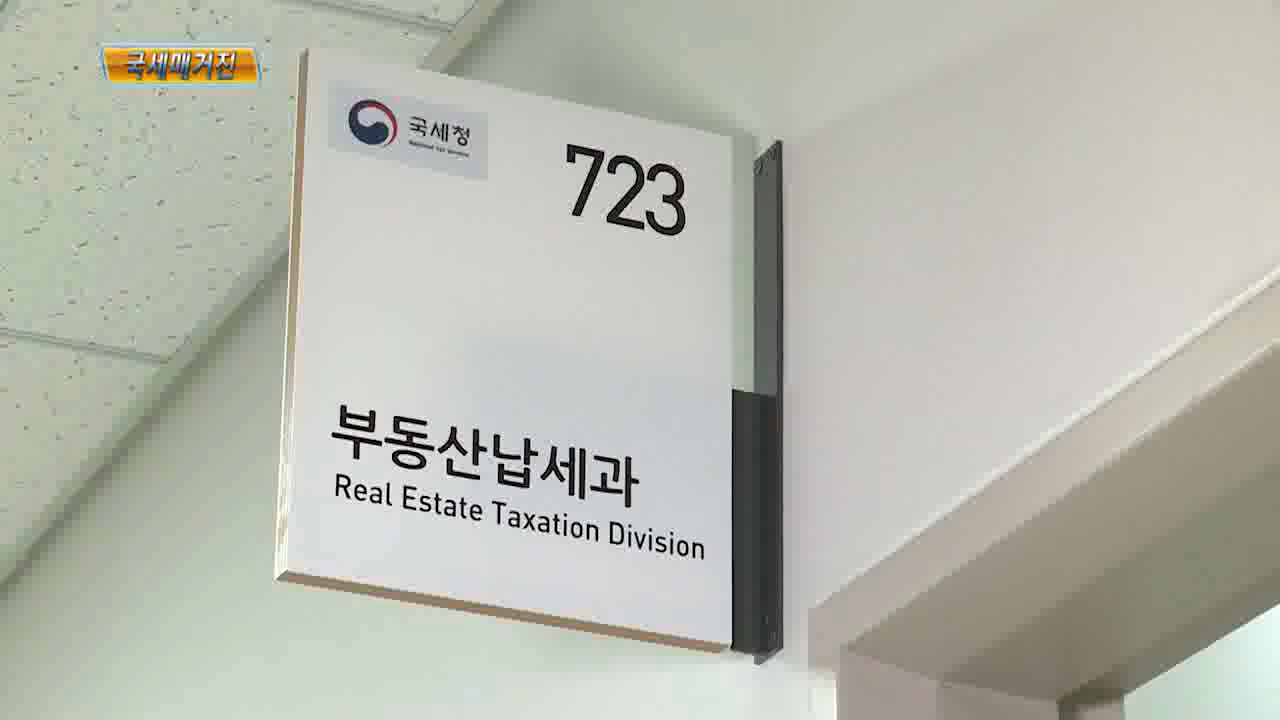 국세매거진
국세청
National Tax Service
723
부동산납세과
Real Estate Taxation Division